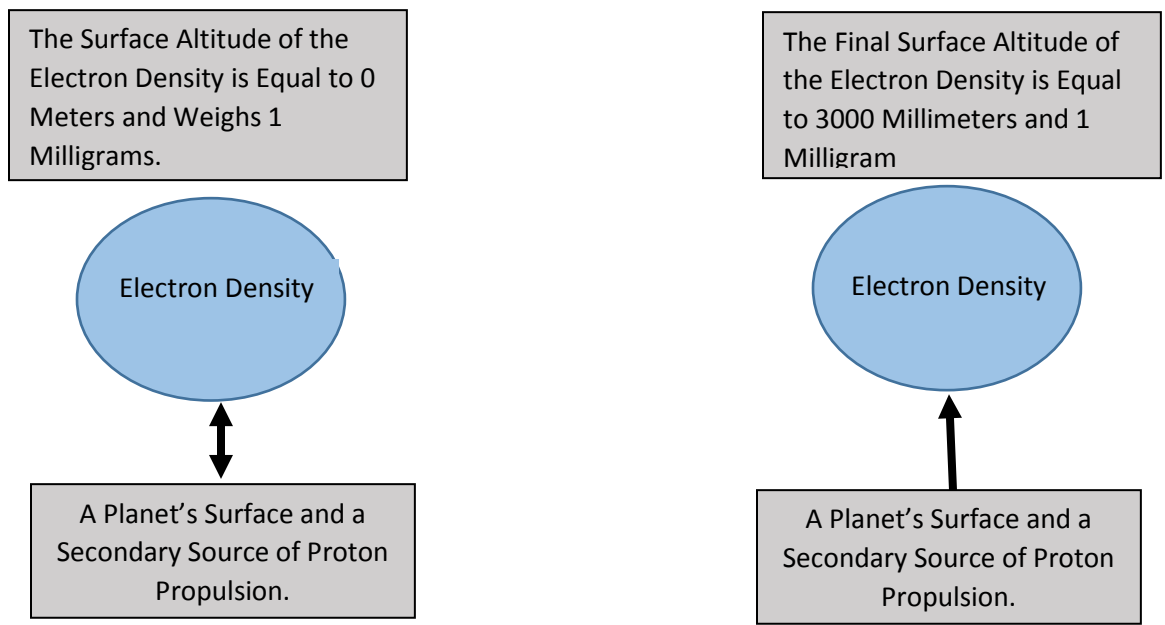 The Surface Altitude of the
Electron Density is Equal to 0
Meters and Weighs 1
Milligrams.
The Final Surface Altitude of
the Electron Density is Equal
to 3000 Millimeters and 1
Milligram
Electron Density
Electron Density
A Planet’s Surface and a
Secondary Source of Proton
Propulsion.
A Planet’s Surface and a
Secondary Source of Proton
Propulsion.